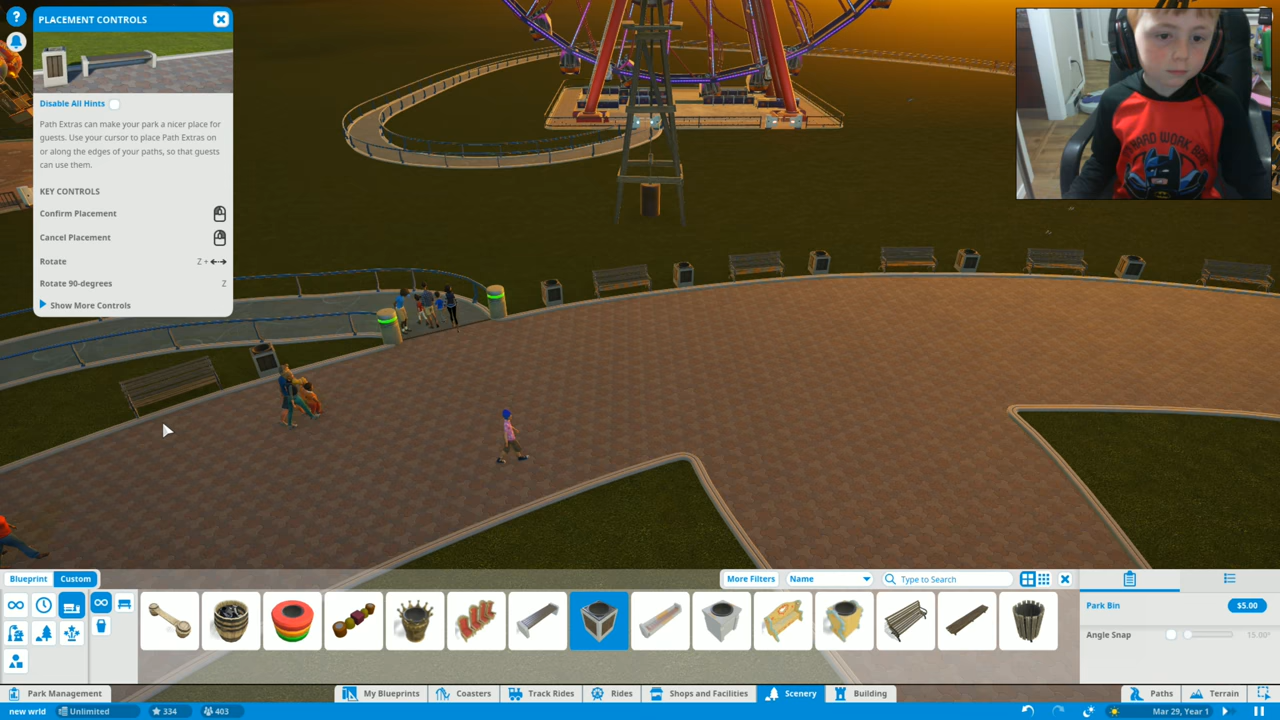 PLACEMENT CONTROLS
Disable All Hints
Path Extras can make your park a nicer place for
guests. Use your cursor to place Path Extras on
or along the edges of your paths, so that guests
can use them.
KEY CONTROLS
Confirm Placement
Cancel Placement
Rotate Z +
Rotate 90-degrees Z
Show More Controls
HARD WORK
Blueprint Custom
More Filters Name Type to Search
Park Bin $5.00
Angle Snap 15.00°
Park Management My Blueprints Coasters Track Rides Rides Shops and Facilities Scenery Building Paths Terrain
new wrld Unlimited 334 403 Mar 29, Year 1